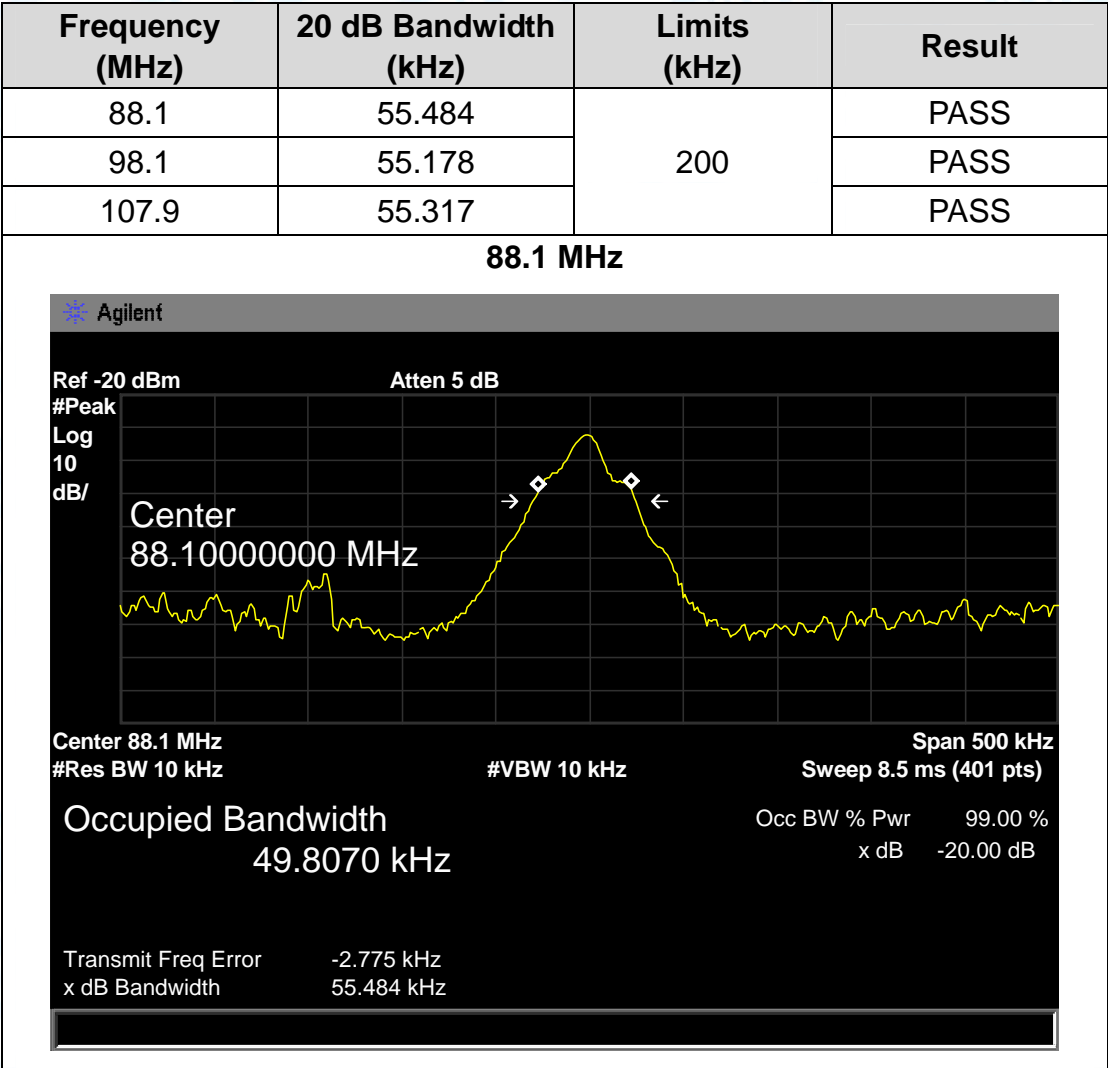 Frequency (MHz) 20 dB Bandwidth (kHz) Limits (kHz) Result
88.1 55.484 200 PASS
98.1 55.178 PASS
107.9 55.317 PASS
88.1 MHz
Agilent
Ref -20 dBm Atten 5 dB
#Peak
Log
10
dB/
Center
88.10000000 MHz
Center 88.1 MHz Span 500 kHz
#Res BW 10 kHz #VBW 10 kHz Sweep 8.5 ms (401 pts)
Occupied Bandwidth Occ BW % Pwr 99.00 %
49.8070 kHz x dB -20.00 dB
Transmit Freq Error -2.775 kHz
x dB Bandwidth 55.484 kHz